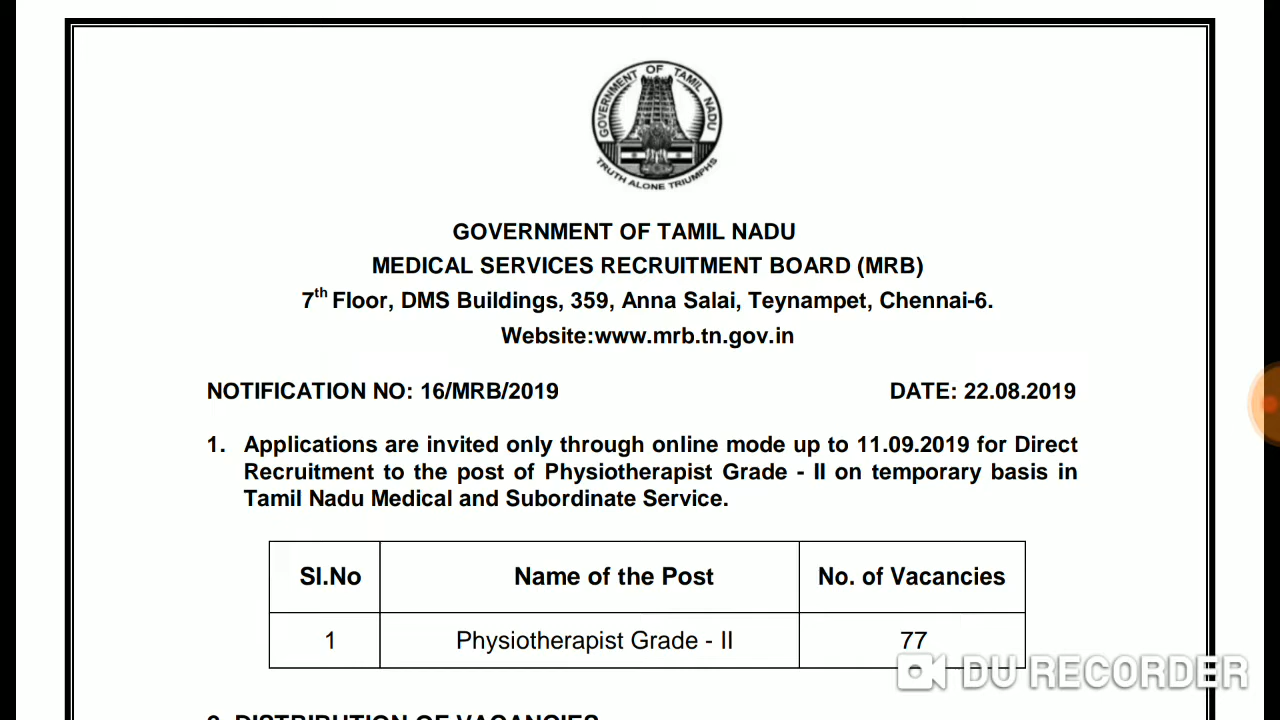 GOVERNMENT OF TAMIL NADU
TRUTH ALONE TRIUMPHS
GOVERNMENT OF TAMIL NADU
MEDICAL SERVICES RECRUITMENT BOARD (MRB)
7th Floor, DMS Buildings, 359, Anna Salai, Teynampet, Chennai-6.
Website:www.mrb.tn.gov.in
NOTIFICATION NO: 16/MRB/2019 DATE: 22.08.2019
1. Applications are invited only through online mode up to 11.09.2019 for Direct
Recruitment to the post of Physiotherapist Grade - II on temporary basis in
Tamil Nadu Medical and Subordinate Service.
Sl.No Name of the Post No. of Vacancies
1 Physiotherapist Grade - II 77
DU RECORDER
2. DISTRIBUTION OF VACANCIES